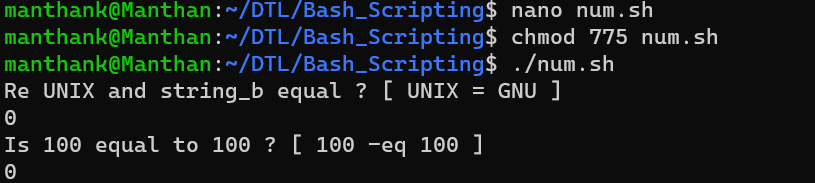 manthank@Manthan:~/DTL/Bash_Scripting$ nano num.sh
manthank@Manthan:~/DTL/Bash_Scripting$ chmod 775 num.sh
manthank@Manthan:~/DTL/Bash_Scripting$ ./num.sh
Re UNIX and string_b equal ? [ UNIX = GNU ]
0
Is 100 equal to 100 ? [ 100 -eq 100 ]
0